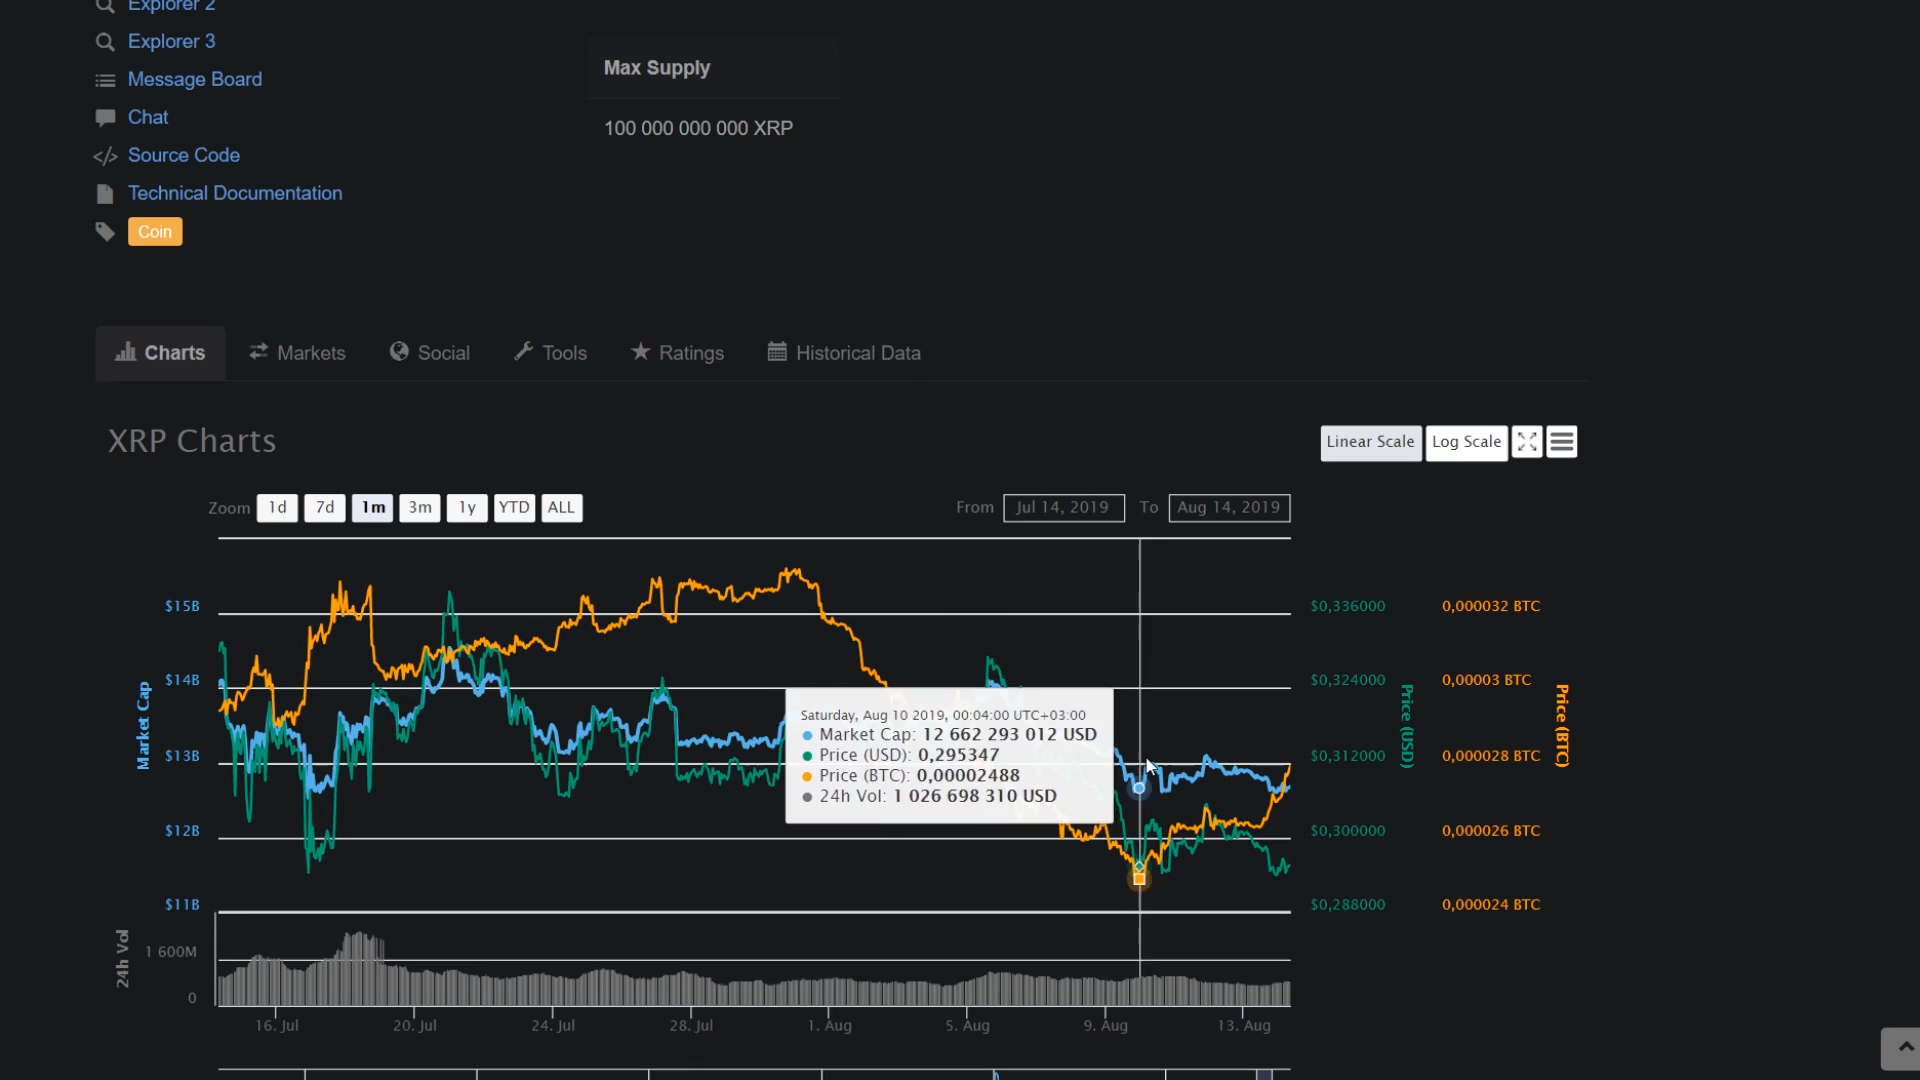 Explorer 2
Explorer 3
Message Board
Chat
Source Code
Technical Documentation
Coin
Max Supply
100 000 000 000 XRP
Charts
Markets
Social
Tools
Ratings
Historical Data
XRP Charts
Linear Scale
Log Scale
Zoom 1d 7d 1m 3m 1y YTD ALL
From Jul 14, 2019 To Aug 14, 2019
Market Cap
$15B
$14B
$13B
$12B
$11B
Saturday, Aug 10 2019, 00:04:00 UTC+03:00
Market Cap: 12 662 293 012 USD
Price (USD): 0,295347
Price (BTC): 0,00002488
24h Vol: 1 026 698 310 USD
$0,336000
$0,324000
$0,312000
$0,300000
$0,288000
Price (USD)
0,000032 BTC
0,00003 BTC
0,000028 BTC
0,000026 BTC
0,000024 BTC
Price (BTC)
24h Vol
1 600M
0
16. Jul
20. Jul
24. Jul
28. Jul
1. Aug
5. Aug
9. Aug
13. Aug